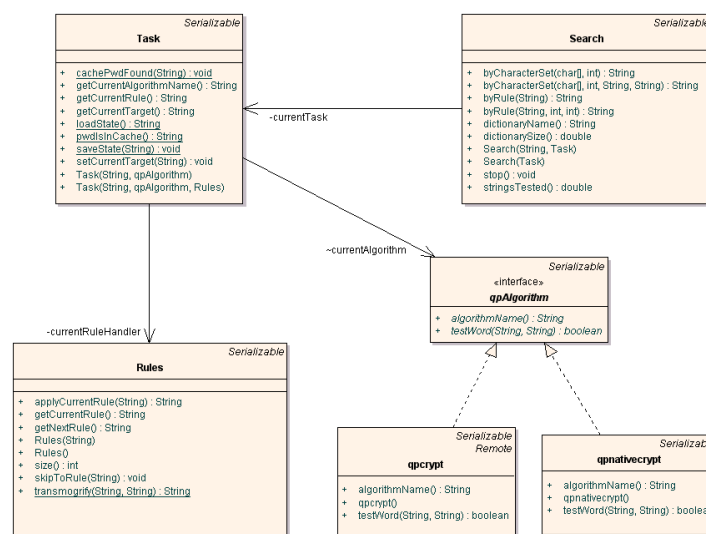 Serializable
Task
+ cachePwdFound(String) : void
+ getCurrentAlgorithmName() : String
+ getCurrentRule() : String
+ getCurrentTarget() : String
+ loadState() : String
+ pwdIsInCache() : String
+ saveState(String) : void
+ setCurrentTarget(String) : void
+ Task(String, qpAlgorithm)
+ Task(String, qpAlgorithm, Rules)
Serializable
Search
+ byCharacterSet(char[], int) : String
+ byCharacterSet(char[], int, String, String) : String
+ byRule(String) : String
+ byRule(String, int, int) : String
+ dictionaryName() : String
+ dictionarySize() : double
+ Search(String, Task)
+ Search(Task)
+ stop() : void
+ stringsTested() : double
-currentTask
~currentAlgorithm
Serializable
«interface»
qpAlgorithm
+ algorithmName() : String
+ testWord(String, String) : boolean
-currentRuleHandler
Serializable
Rules
+ applyCurrentRule(String) : String
+ getCurrentRule() : String
+ getNextRule() : String
+ Rules(String)
+ Rules()
+ size() : int
+ skipToRule(String) : void
+ transmogrify(String, String) : String
Serializable
Remote
qpcrypt
+ algorithmName() : String
+ qpcrypt()
+ testWord(String, String) : boolean
Serializab
qpnativecrypt
+ algorithmName() : String
+ qpnativecrypt()
+ testWord(String, String) : boolea